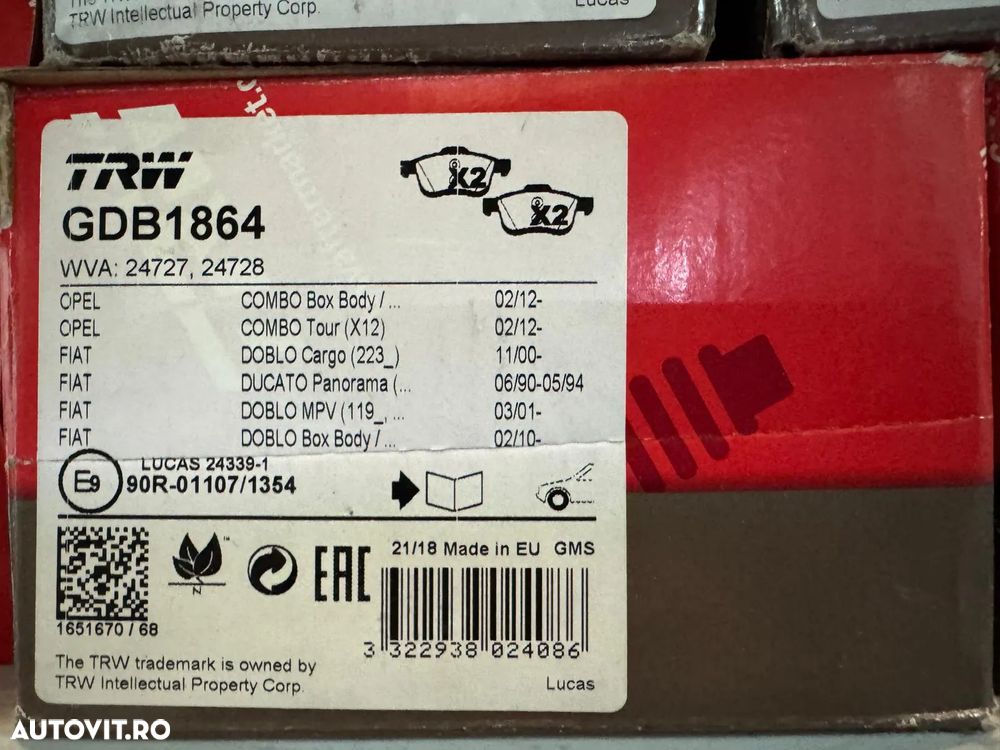 TRW Intellectual Property Corp.
Lucas
TRW
GDB1864
X2
X2
WVA: 24727, 24728
OPEL COMBO Box Body / ... 02/12-
OPEL COMBO Tour (X12) 02/12-
FIAT DOBLO Cargo (223_) 11/00-
FIAT DUCATO Panorama (... 06/90-05/94
FIAT DOBLO MPV (119_, ... 03/01-
FIAT DOBLO Box Body / ... 02/10-
E9
LUCAS 24339-1
90R-01107/1354
21/18 Made in EU GMS
™
N
EAC
1651670 / 68
3 322938 024086
The TRW trademark is owned by
TRW Intellectual Property Corp.
Lucas
AUTOVIT.RO